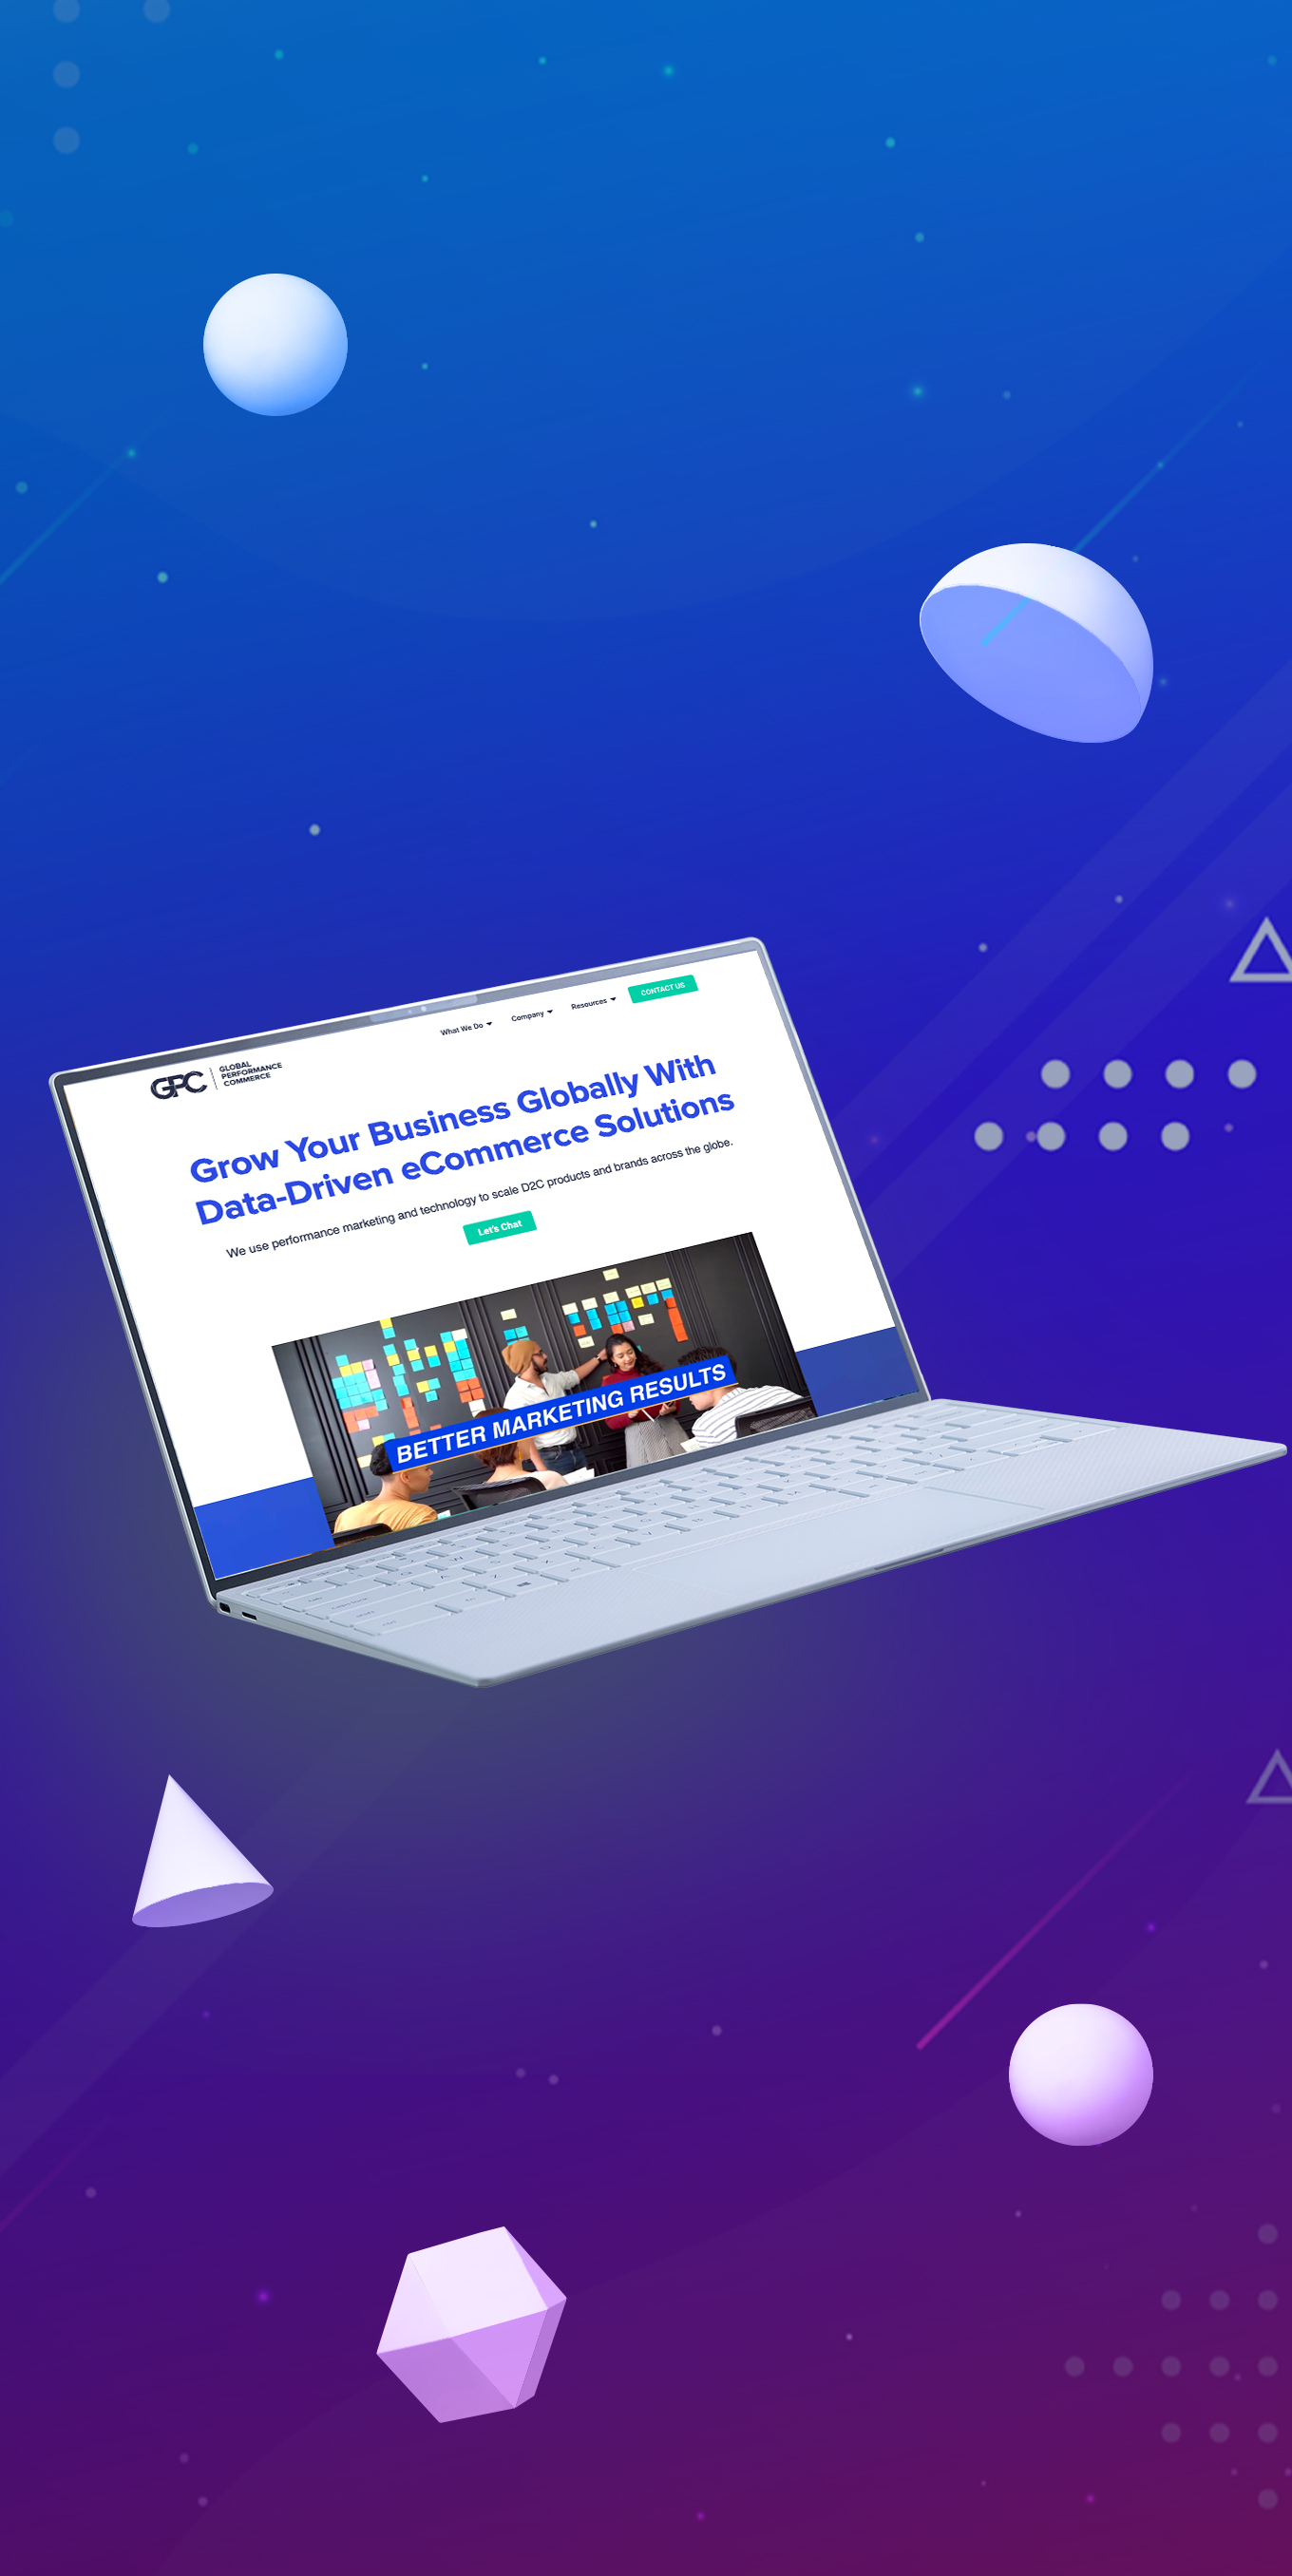 What We Do
Company
Resources
CONTACT US
GPC
GLOBAL
PERFORMANCE
COMMERCE
Grow Your Business Globally With
Data-Driven eCommerce Solutions
We use performance marketing and technology to scale D2C products and brands across the globe.
Let's Chat
BETTER MARKETING RESULTS